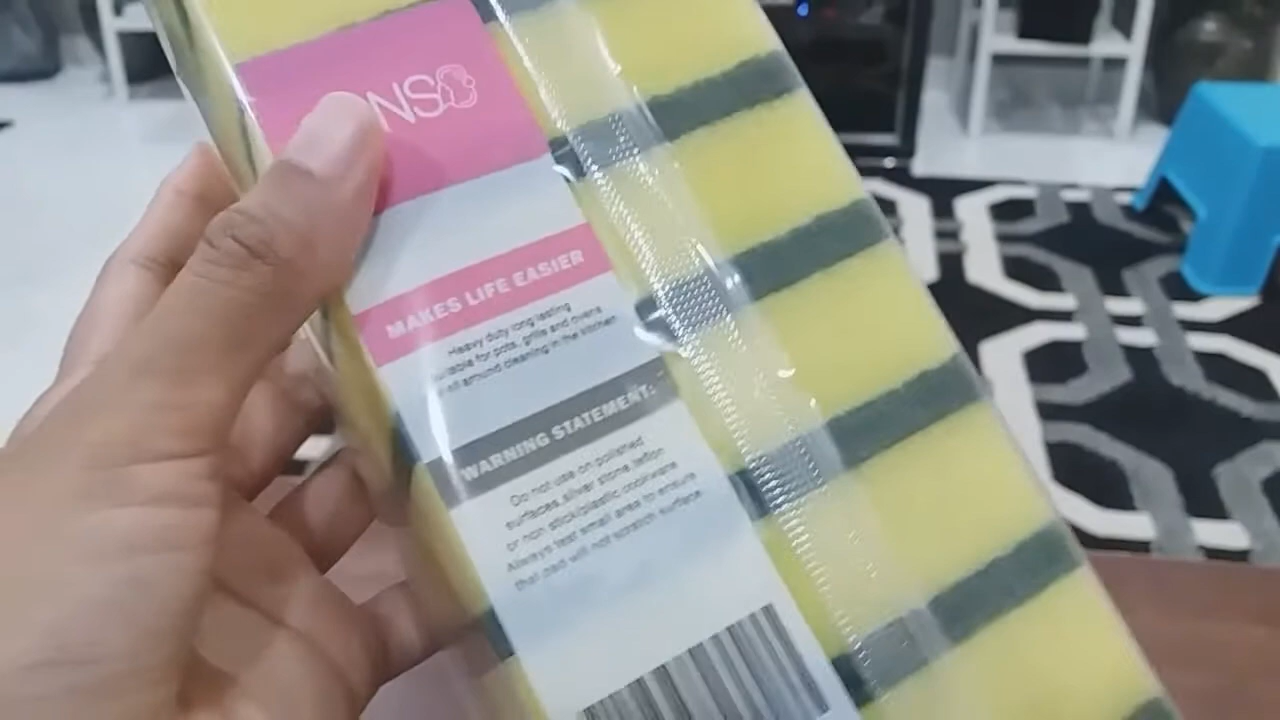 NS
MAKES LIFE EASIER
Heavy duty long lasting
for pots, grills and ovens
all around cleaning in the kitchen
WARNING STATEMENT:
Do not use on polished
surfaces, silver stone, teflon
or non stick/plastic cookware
Always test small area to ensure
that pad will not scratch surface